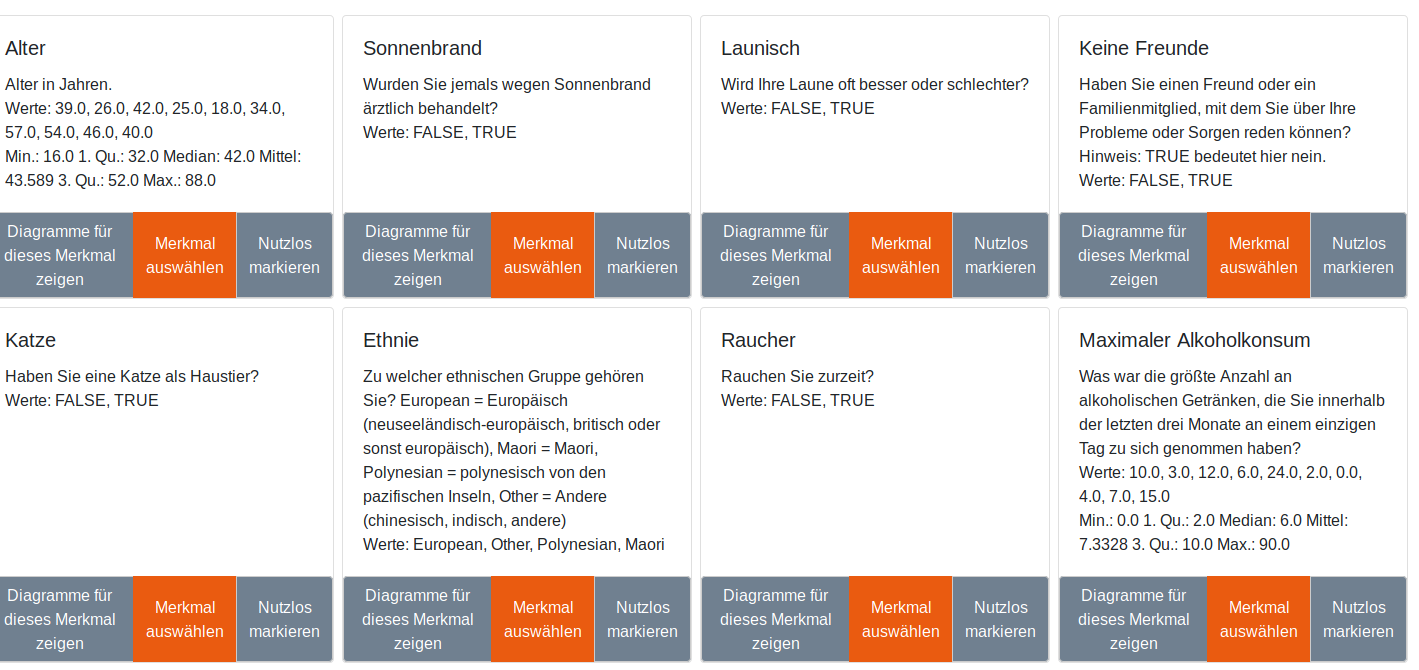 Alter
Alter in Jahren.
Werte: 39.0, 26.0, 42.0, 25.0, 18.0, 34.0,
57.0, 54.0, 46.0, 40.0
Min.: 16.0 1. Qu.: 32.0 Median: 42.0 Mittel:
43.589 3. Qu.: 52.0 Max.: 88.0
Diagramme für
dieses Merkmal
zeigen
Merkmal
auswählen
Nutzlos
markieren
Sonnenbrand
Wurden Sie jemals wegen Sonnenbrand
ärztlich behandelt?
Werte: FALSE, TRUE
Diagramme für
dieses Merkmal
zeigen
Merkmal
auswählen
Nutzlos
markieren
Launisch
Wird Ihre Laune oft besser oder schlechter?
Werte: FALSE, TRUE
Diagramme für
dieses Merkmal
zeigen
Merkmal
auswählen
Nutzlos
markieren
Keine Freunde
Haben Sie einen Freund oder ein
Familienmitglied, mit dem Sie über Ihre
Probleme oder Sorgen reden können?
Hinweis: TRUE bedeutet hier nein.
Werte: FALSE, TRUE
Diagramme für
dieses Merkmal
zeigen
Merkmal
auswählen
Nutzlos
markieren
Katze
Haben Sie eine Katze als Haustier?
Werte: FALSE, TRUE
Diagramme für
dieses Merkmal
zeigen
Merkmal
auswählen
Nutzlos
markieren
Ethnie
Zu welcher ethnischen Gruppe gehören
Sie? European = Europäisch
(neuseeländisch-europäisch, britisch oder
sonst europäisch), Maori = Maori,
Polynesian = polynesisch von den
pazifischen Inseln, Other = Andere
(chinesisch, indisch, andere)
Werte: European, Other, Polynesian, Maori
Diagramme für
dieses Merkmal
zeigen
Merkmal
auswählen
Nutzlos
markieren
Raucher
Rauchen Sie zurzeit?
Werte: FALSE, TRUE
Diagramme für
dieses Merkmal
zeigen
Merkmal
auswählen
Nutzlos
markieren
Maximaler Alkoholkonsum
Was war die größte Anzahl an
alkoholischen Getränken, die Sie innerhalb
der letzten drei Monate an einem einzigen
Tag zu sich genommen haben?
Werte: 10.0, 3.0, 12.0, 6.0, 24.0, 2.0, 0.0,
4.0, 7.0, 15.0
Min.: 0.0 1. Qu.: 2.0 Median: 6.0 Mittel:
7.3328 3. Qu.: 10.0 Max.: 90.0
Diagramme für
dieses Merkmal
zeigen
Merkmal
auswählen
Nutzlos
markieren